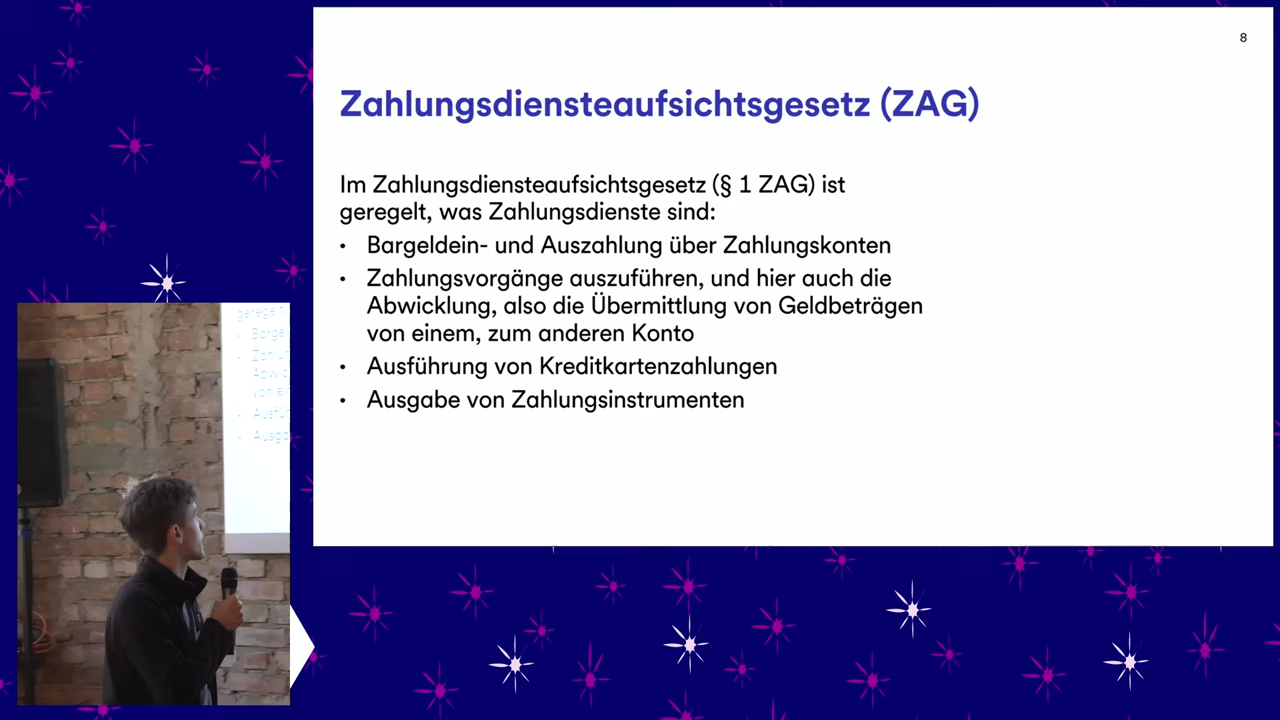 8
Zahlungsdiensteaufsichtsgesetz (ZAG)
Im Zahlungsdiensteaufsichtsgesetz (§ 1 ZAG) ist
geregelt, was Zahlungsdienste sind:
• Bargeldein- und Auszahlung über Zahlungskonten
• Zahlungsvorgänge auszuführen, und hier auch die
Abwicklung, also die Übermittlung von Geldbeträgen
von einem, zum anderen Konto
• Ausführung von Kreditkartenzahlungen
• Ausgabe von Zahlungsinstrumenten